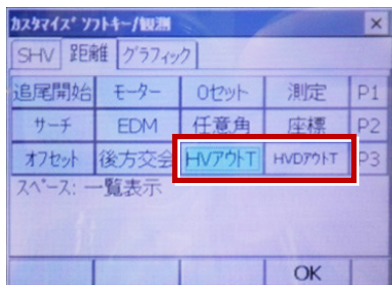 カスタマイズ ソフトキー/観測 ×
SHV 距離 グラフィック
追尾開始 モーター 0セット 測定 P1
サーチ EDM 任意角 座標 P2
オフセット 後方交会 HVアウトT HVDアウトT P3
スペース: 一覧表示
OK